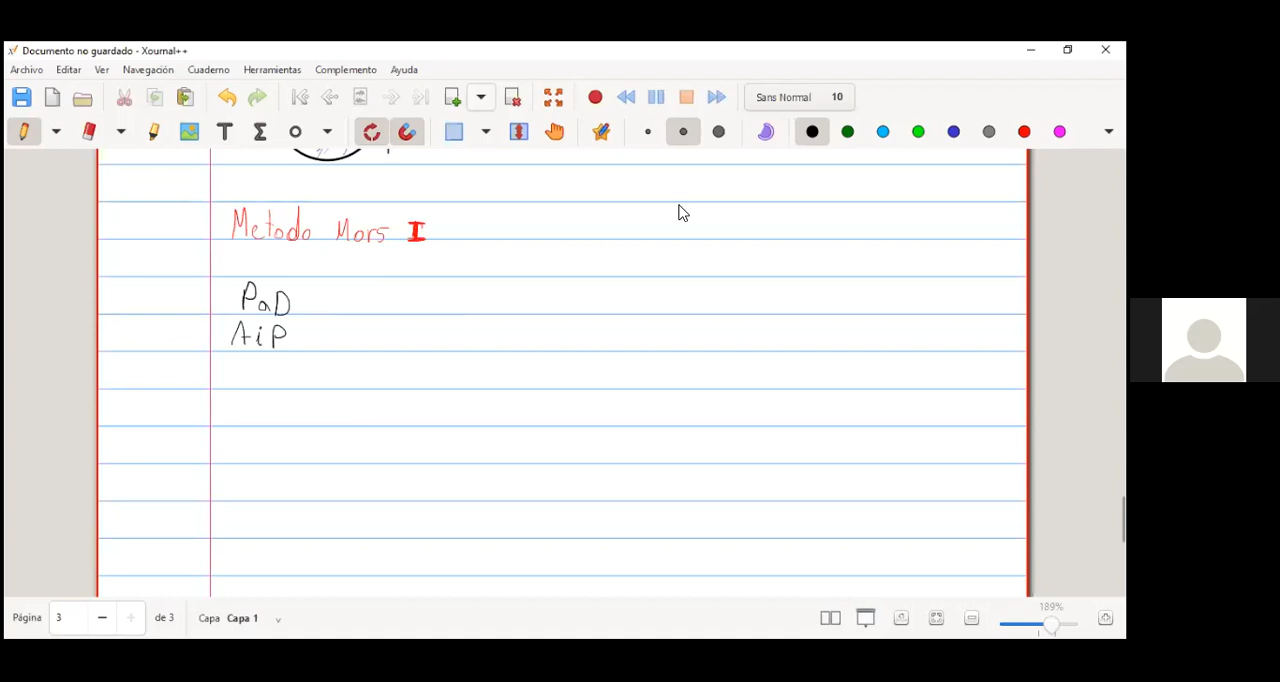 Documento no guardado - Xournal++
Archivo Editar Ver Navegación Cuaderno Herramientas Complemento Ayuda
Sans Normal 10
Metodo Mors I
PaD
AiP
Página 3 de 3 Capa Capa 1 189%